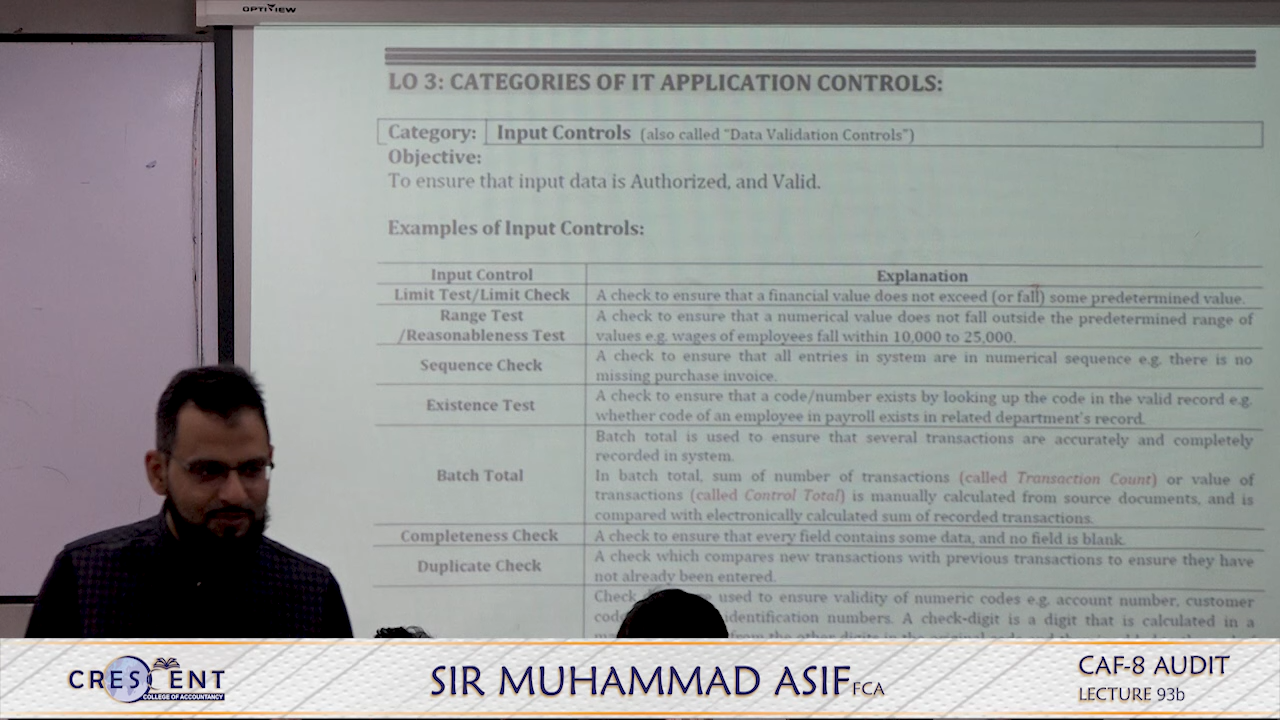 OPTIVIEW
LO 3: CATEGORIES OF IT APPLICATION CONTROLS:
Category: Input Controls (also called "Data Validation Controls")
Objective:
To ensure that input data is Authorized, and Valid.
Examples of Input Controls:
Input Control Explanation
Limit Test/Limit Check A check to ensure that a financial value does not exceed (or fall) some predetermined value.
Range Test A check to ensure that a numerical value does not fall outside the predetermined range of
/Reasonableness Test values e.g. wages of employees fall within 10,000 to 25,000.
Sequence Check A check to ensure that all entries in system are in numerical sequence e.g. there is no
missing purchase invoice.
Existence Test A check to ensure that a code/number exists by looking up the code in the valid record e.g.
whether code of an employee in payroll exists in related department's record.
Batch total is used to ensure that several transactions are accurately and completely
recorded in system.
Batch Total In batch total, sum of number of transactions (called Transaction Count) or value of
transactions (called Control Total) is manually calculated from source documents, and is
compared with electronically calculated sum of recorded transactions.
Completeness Check A check to ensure that every field contains some data, and no field is blank.
Duplicate Check A check which compares new transactions with previous transactions to ensure they have
not already been entered.
Check used to ensure validity of numeric codes e.g. account number, customer
identification numbers. A check-digit is a digit that is calculated in a
from the other digits in the original
CRESCENT
COLLEGE OF ACCOUNTANCY
SIR MUHAMMAD ASIF FCA
CAF-8 AUDIT
LECTURE 93b